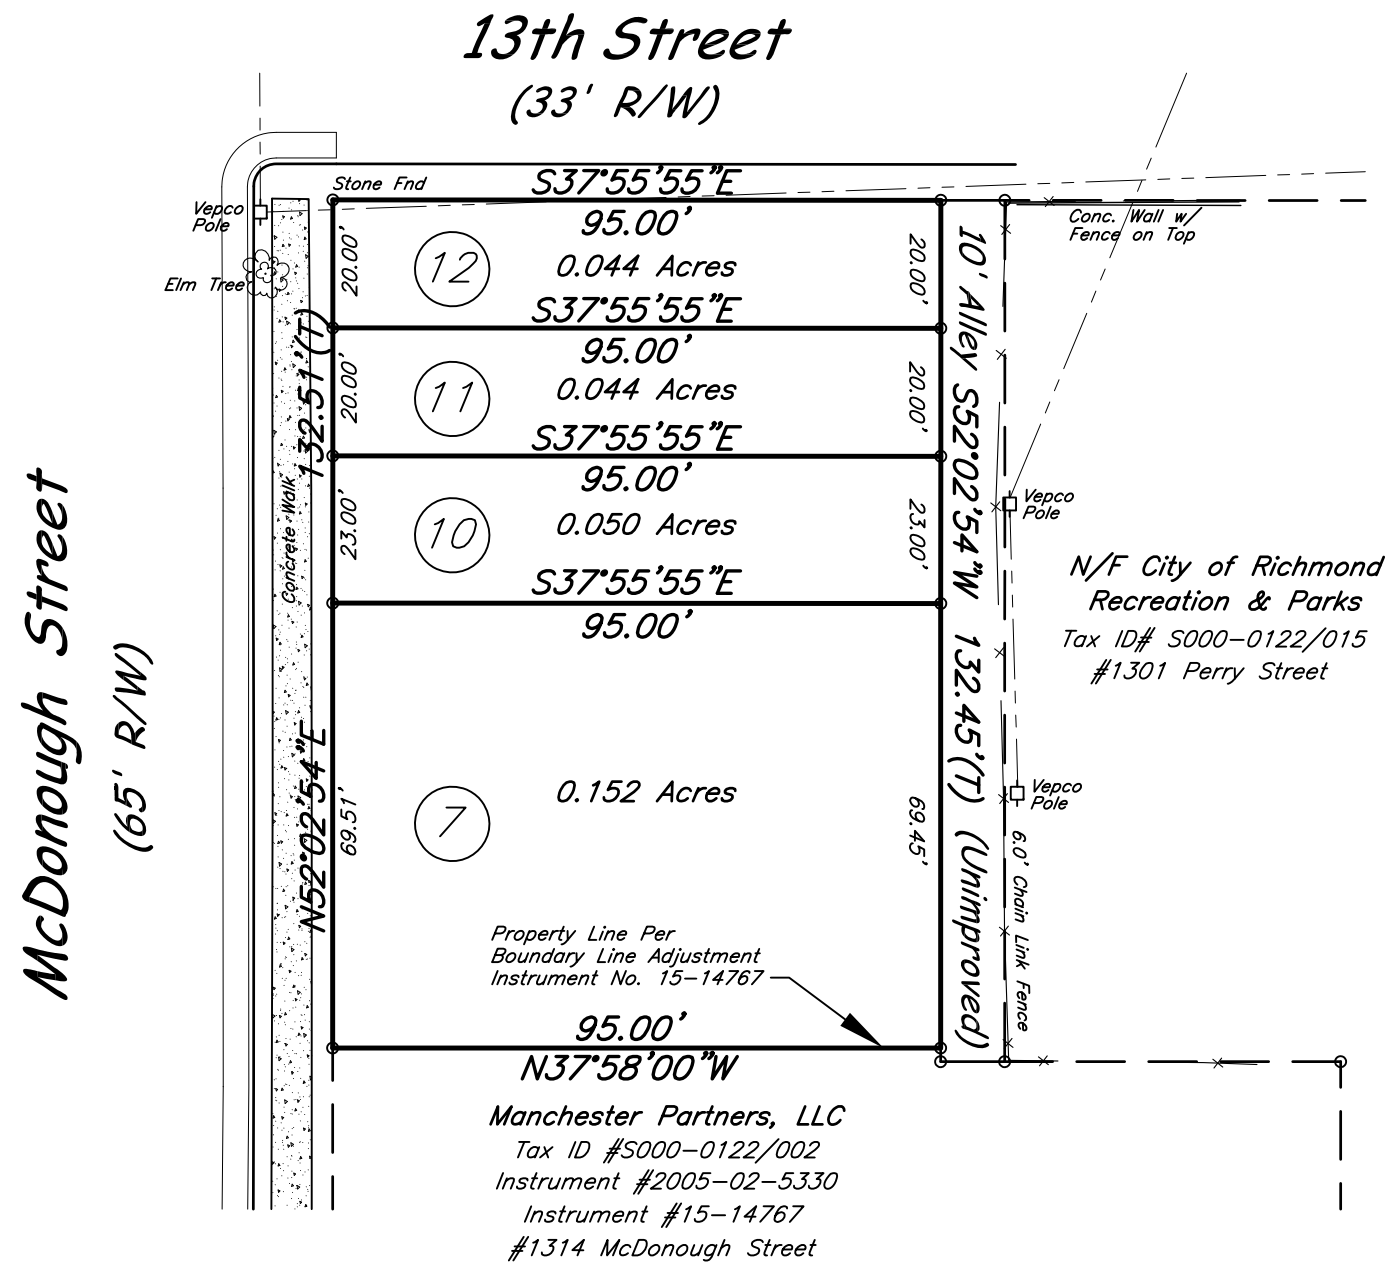 13th Street
(33' R/W)
Stone Fnd
S37°55'55"E
Vepco
Pole
Elm Tree
95.00'
20.00'
12
0.044 Acres
20.00'
S37°55'55"E
95.00'
20.00'
11
0.044 Acres
20.00'
S37°55'55"E
95.00'
23.00'
10
0.050 Acres
23.00'
S37°55'55"E
95.00'
69.51'
7
0.152 Acres
69.45'
Property Line Per
Boundary Line Adjustment
Instrument No. 15-14767
95.00'
N37°58'00"W
McDonough Street
(65' R/W)
Concrete Walk
N52°02'54"E
132.51'(T)
10' Alley S52°02'54"W 132.45'(T) (Unimproved)
Conc. Wall w/
Fence on Top
Vepco
Pole
N/F City of Richmond
Recreation & Parks
Tax ID# S000-0122/015
#1301 Perry Street
Vepco
Pole
6.0' Chain Link Fence
Manchester Partners, LLC
Tax ID #S000-0122/002
Instrument #2005-02-5330
Instrument #15-14767
#1314 McDonough Street